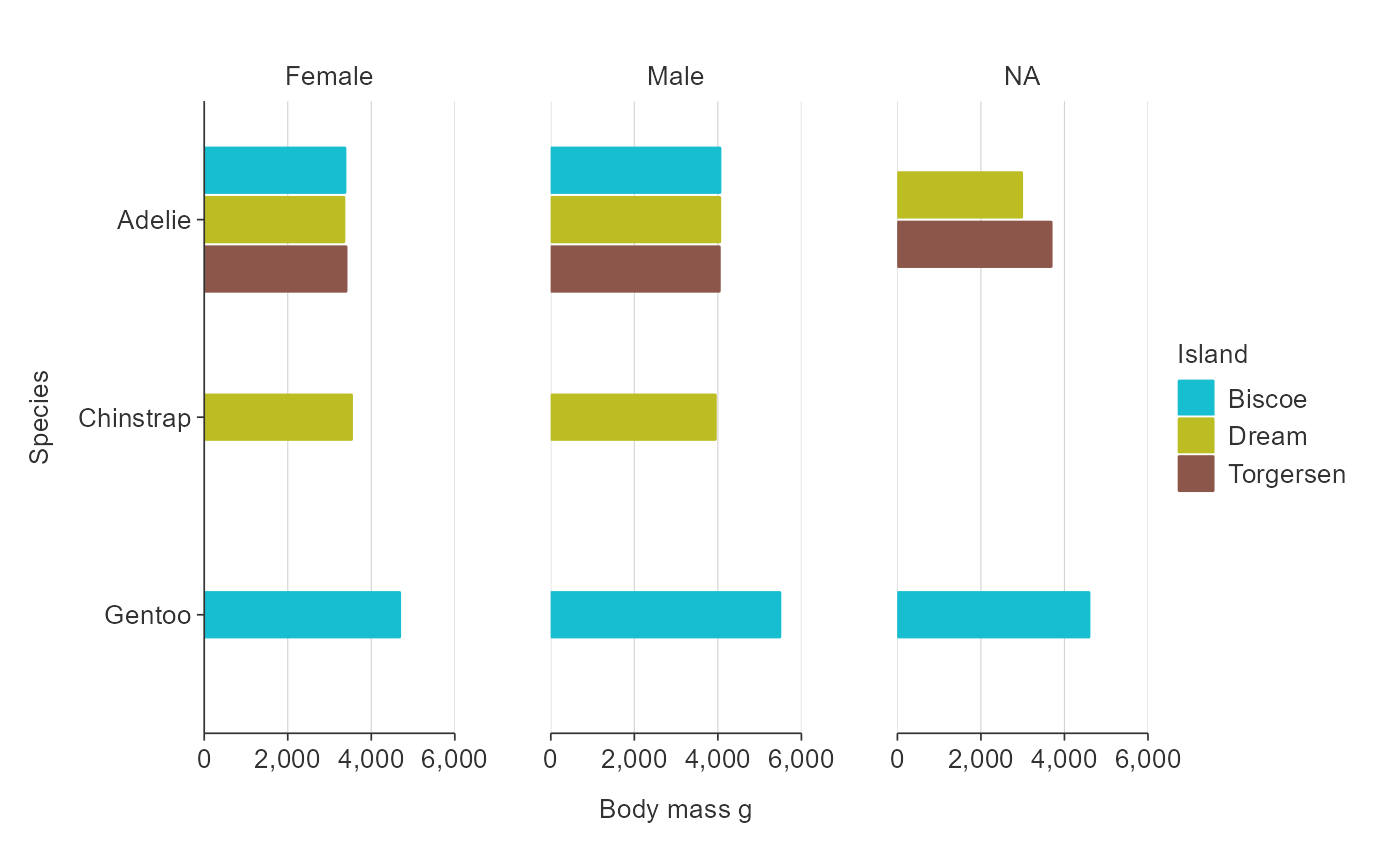 Female Male NA
Species
Adelie
Chinstrap
Gentoo
0 2,000 4,000 6,000 0 2,000 4,000 6,000 0 2,000 4,000 6,000
Body mass g
Island
Biscoe
Dream
Torgersen